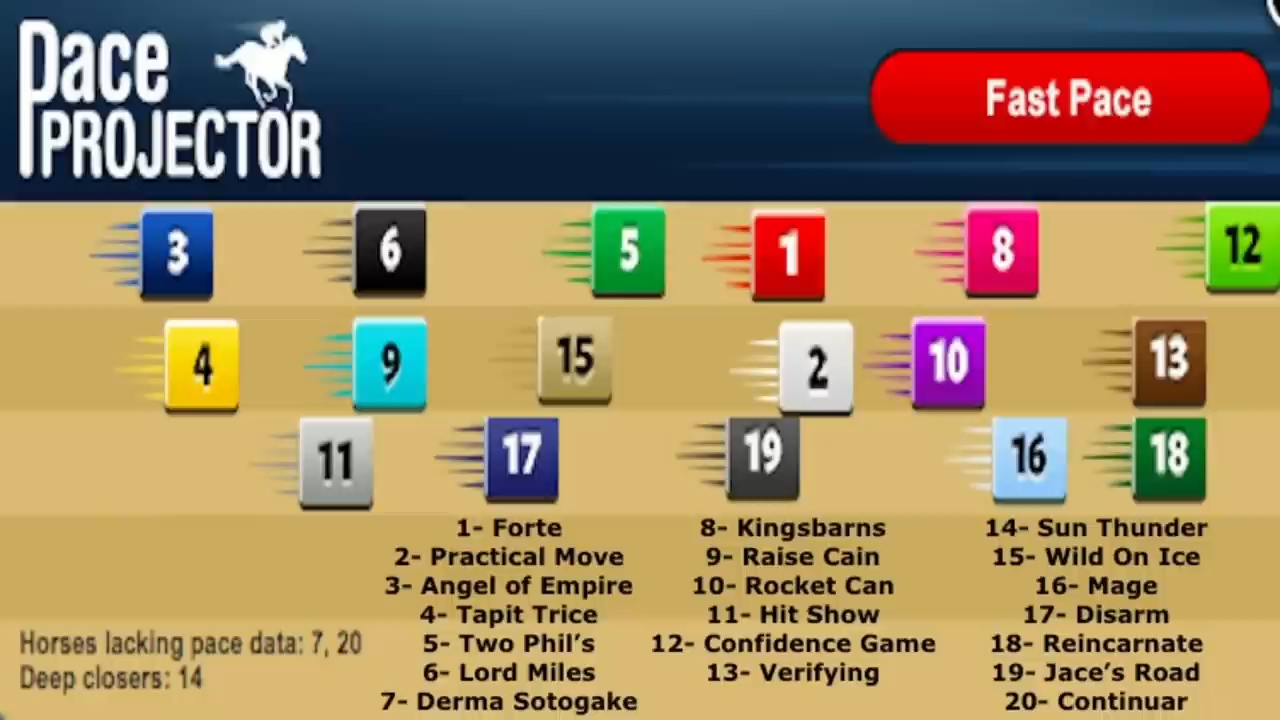 Pace
PROJECTOR
Fast Pace
3 6 5 1 8 12
4 9 15 2 10 13
11 17 19 16 18
1- Forte
2- Practical Move
3- Angel of Empire
4- Tapit Trice
5- Two Phil’s
6- Lord Miles
7- Derma Sotogake
8- Kingsbarns
9- Raise Cain
10- Rocket Can
11- Hit Show
12- Confidence Game
13- Verifying
14- Sun Thunder
15- Wild On Ice
16- Mage
17- Disarm
18- Reincarnate
19- Jace’s Road
20- Continuar
Horses lacking pace data: 7, 20
Deep closers: 14